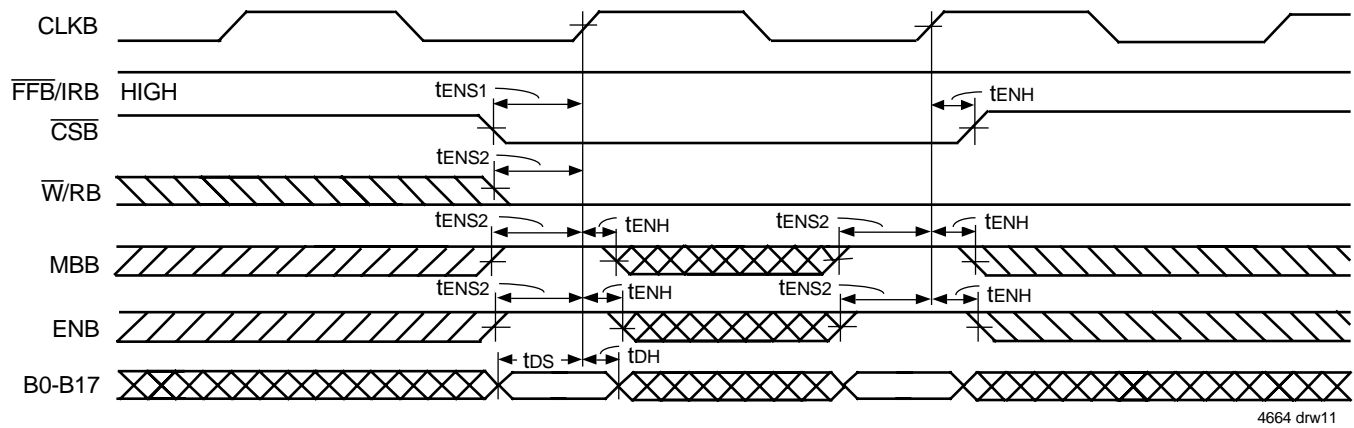 CLKB
FFB/IRB HIGH
tENS1
tENH
CSB
tENS2
W/RB
tENS2
tENH
tENS2
tENH
MBB
tENS2
tENH
tENS2
tENH
ENB
tDS
tDH
B0-B17
4664 drw11